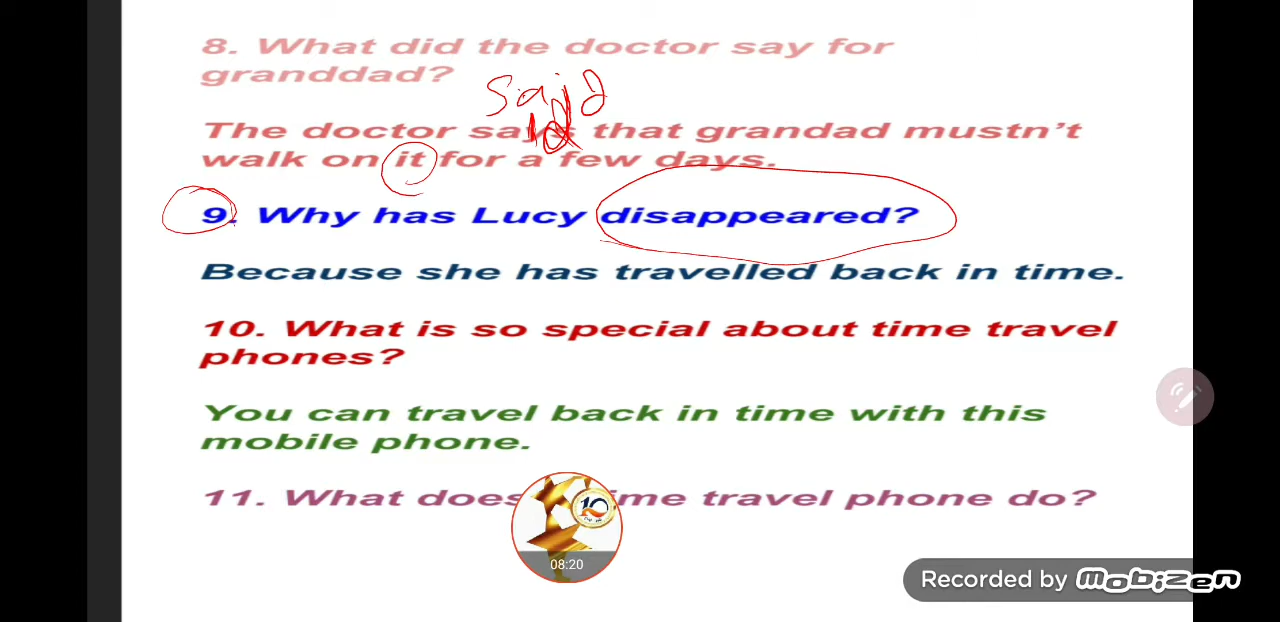 8. What did the doctor say for
granddad?
said
The doctor says that grandad mustn't
walk on it for a few days.
9. Why has Lucy disappeared?
Because she has travelled back in time.
10. What is so special about time travel
phones?
You can travel back in time with this
mobile phone.
11. What does time travel phone do?
10
08:20
Recorded by mobizen